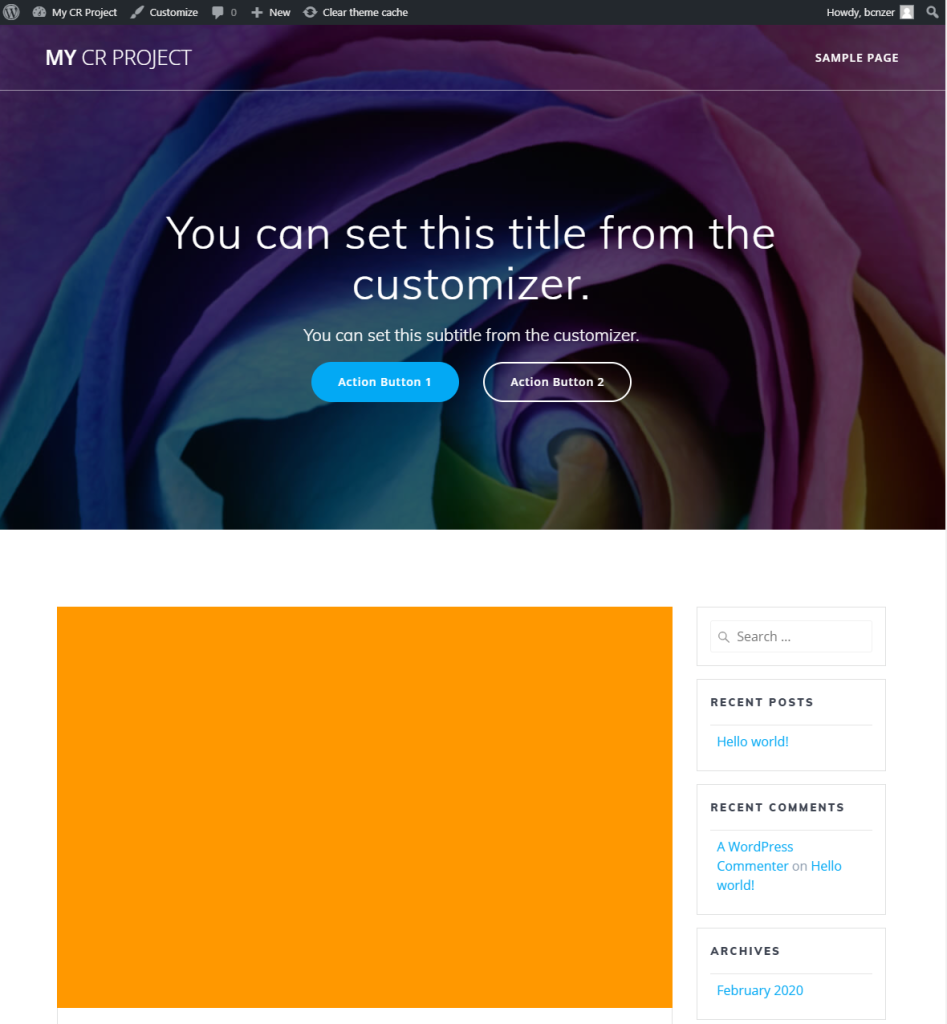 My CR Project Customize 0 New Clear theme cache Howdy, bcnzer
MY CR PROJECT SAMPLE PAGE
You can set this title from the
customizer.
You can set this subtitle from the customizer.
Action Button 1 Action Button 2
Search ...
RECENT POSTS
Hello world!
RECENT COMMENTS
A WordPress
Commenter on Hello
world!
ARCHIVES
February 2020